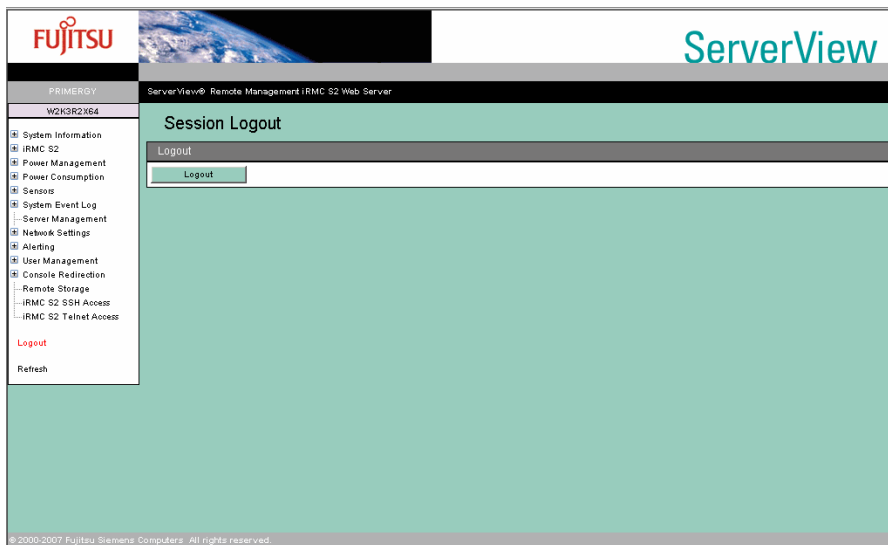 FUJITSU
ServerView
PRIMERGY
ServerView® Remote Management iRMC S2 Web Server
W2K3R2X64
Session Logout
Logout
Logout
System Information
iRMC S2
Power Management
Power Consumption
Sensors
System Event Log
Server Management
Network Settings
Alerting
User Management
Console Redirection
Remote Storage
iRMC S2 SSH Access
iRMC S2 Telnet Access
Logout
Refresh
© 2000-2007 Fujitsu Siemens Computers All rights reserved.